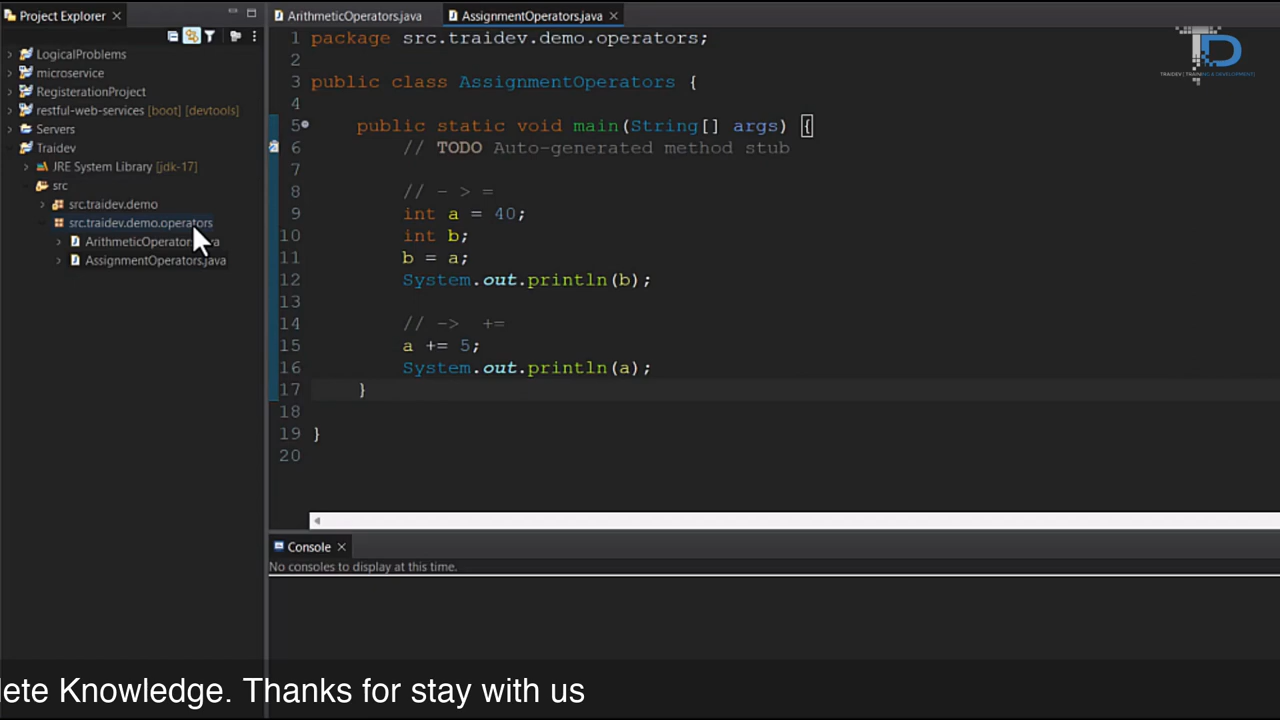 Project Explorer
ArithmeticOperators.java
AssignmentOperators.java
LogicalProblems
microservice
RegisterationProject
restful-web-services [boot] [devtools]
Servers
Traidev
JRE System Library [jdk-17]
src
src.traidev.demo
src.traidev.demo.operators
ArithmeticOperator
AssignmentOperators.java
1 package src.traidev.demo.operators;
2
3 public class AssignmentOperators {
4
5 public static void main(String[] args) {
6 // TODO Auto-generated method stub
7
8 // - > =
9 int a = 40;
10 int b;
11 b = a;
12 System.out.println(b);
13
14 // -> +=
15 a += 5;
16 System.out.println(a);
17 }
18
19 }
20
TD
TRAIDEV | TRAINING & DEVELOPMENT |
Console
No consoles to display at this time.
lete Knowledge. Thanks for stay with us